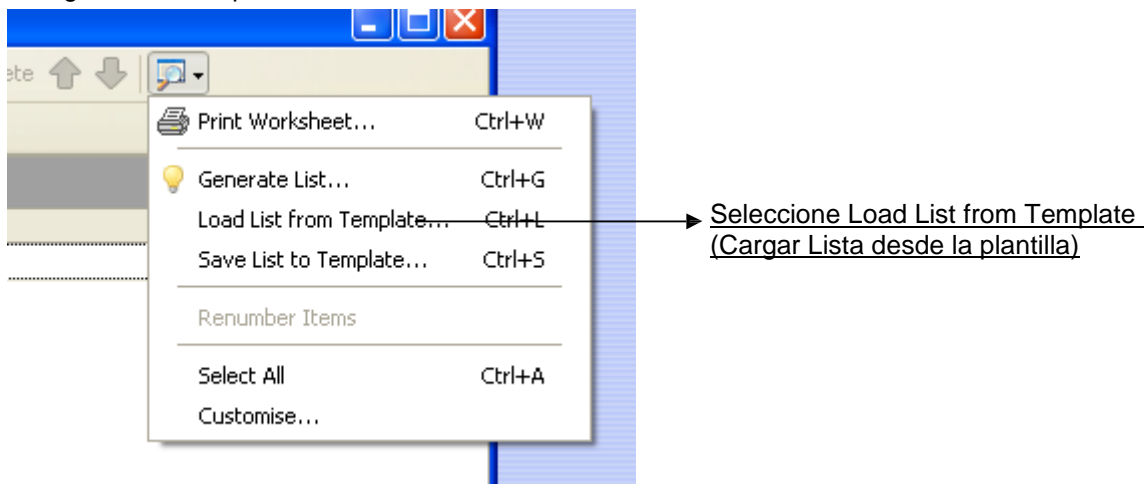 ete
Print Worksheet... Ctrl+W
Generate List... Ctrl+G
Load List from Template... Ctrl+L
Save List to Template... Ctrl+S
Renumber Items
Select All Ctrl+A
Customise...
Seleccione Load List from Template
(Cargar Lista desde la plantilla)